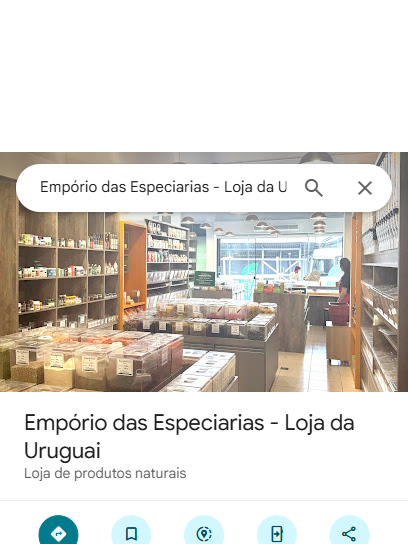 Empório das Especiarias - Loja da U
Empório das Especiarias - Loja da
Uruguai
Loja de produtos naturais